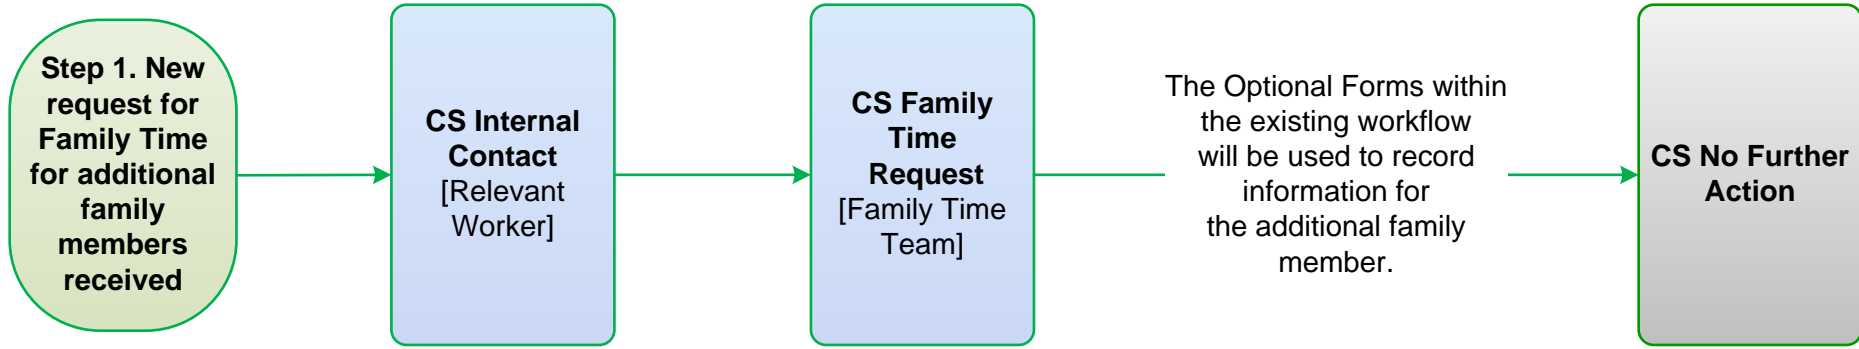 Step 1. New
request for
Family Time
for additional
family
members
received
CS Internal
Contact
[Relevant
Worker]
CS Family
Time
Request
[Family Time
Team]
The Optional Forms within
the existing workflow
will be used to record
information for
the additional family
member.
CS No Further
Action